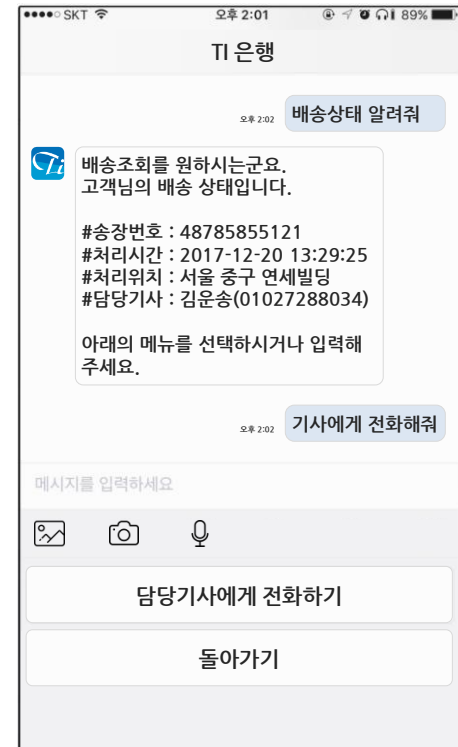 SKT 오후 2:01 89%
TI 은행
오후 2:02 배송상태 알려줘
Ti
배송조회를 원하시는군요.
고객님의 배송 상태입니다.
#송장번호 : 48785855121
#처리시간 : 2017-12-20 13:29:25
#처리위치 : 서울 중구 연세빌딩
#담당기사 : 김운송(01027288034)
아래의 메뉴를 선택하시거나 입력해
주세요.
오후 2:02 기사에게 전화해줘
메시지를 입력하세요
담당기사에게 전화하기
돌아가기